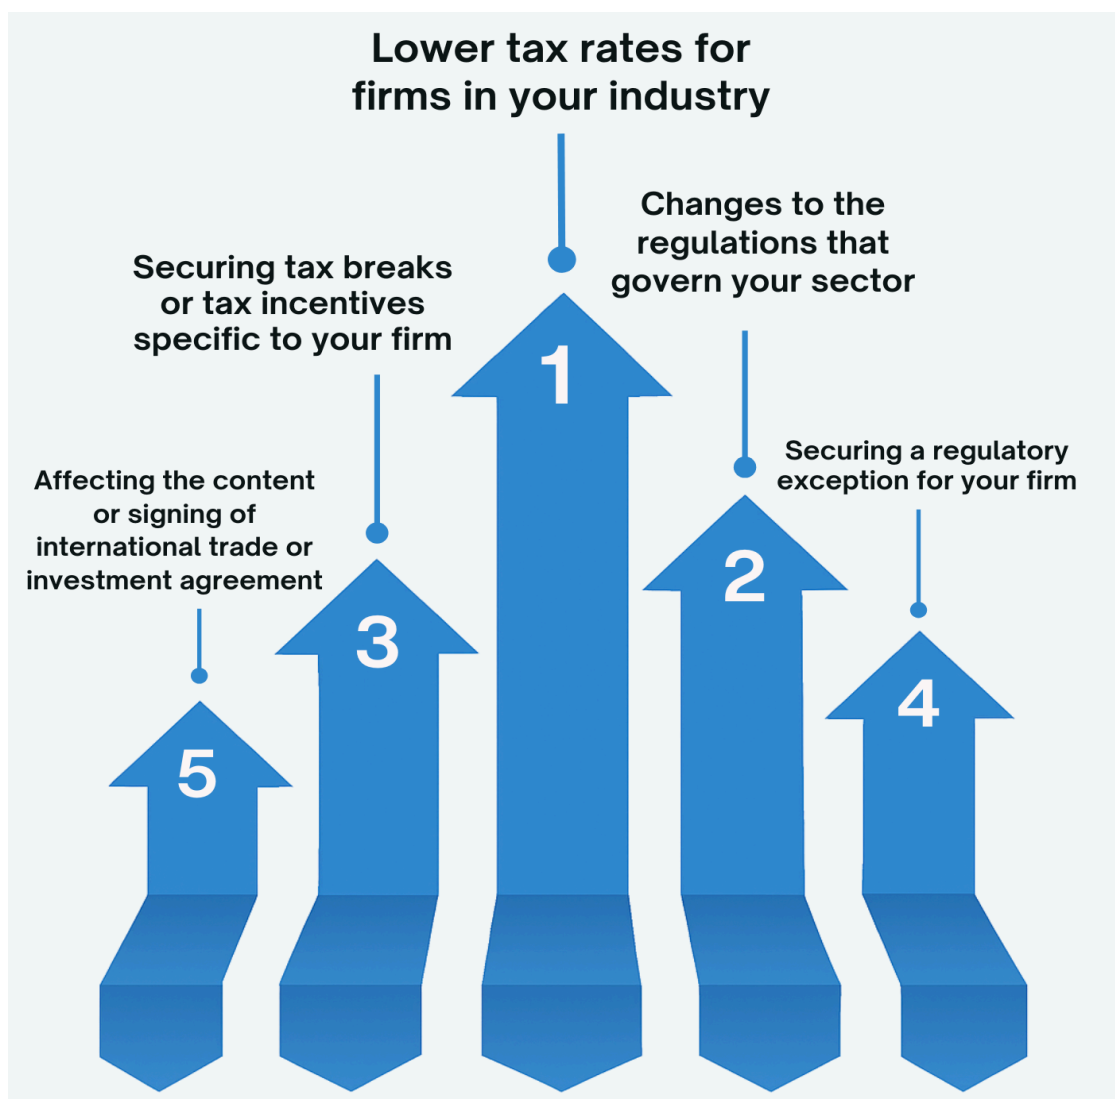 Lower tax rates for
firms in your industry
1
Changes to the
regulations that
govern your sector
2
Securing tax breaks
or tax incentives
specific to your firm
3
Securing a regulatory
exception for your firm
4
Affecting the content
or signing of
international trade or
investment agreement
5